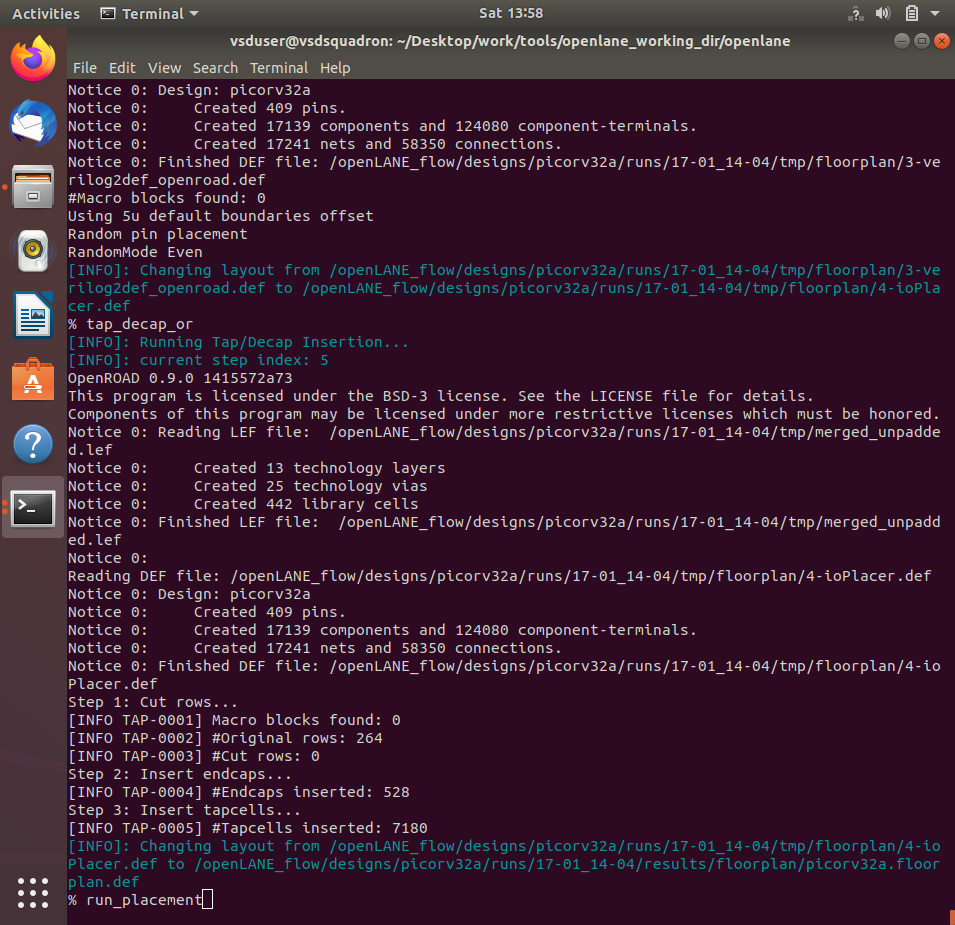 Activities Terminal Sat 13:58
vsduser@vsdsquadron: ~/Desktop/work/tools/openlane_working_dir/openlane
File Edit View Search Terminal Help
Notice 0: Design: picorv32a
Notice 0:     Created 409 pins.
Notice 0:     Created 17139 components and 124080 component-terminals.
Notice 0:     Created 17241 nets and 58350 connections.
Notice 0: Finished DEF file: /openLANE_flow/designs/picorv32a/runs/17-01_14-04/tmp/floorplan/3-ve
rilog2def_openroad.def
#Macro blocks found: 0
Using 5u default boundaries offset
Random pin placement
RandomMode Even
[INFO]: Changing layout from /openLANE_flow/designs/picorv32a/runs/17-01_14-04/tmp/floorplan/3-ve
rilog2def_openroad.def to /openLANE_flow/designs/picorv32a/runs/17-01_14-04/tmp/floorplan/4-ioPla
cer.def
% tap_decap_or
[INFO]: Running Tap/Decap Insertion...
[INFO]: current step index: 5
OpenROAD 0.9.0 1415572a73
This program is licensed under the BSD-3 license. See the LICENSE file for details.
Components of this program may be licensed under more restrictive licenses which must be honored.
Notice 0: Reading LEF file:  /openLANE_flow/designs/picorv32a/runs/17-01_14-04/tmp/merged_unpadde
d.lef
Notice 0:     Created 13 technology layers
Notice 0:     Created 25 technology vias
Notice 0:     Created 442 library cells
Notice 0: Finished LEF file:  /openLANE_flow/designs/picorv32a/runs/17-01_14-04/tmp/merged_unpadd
ed.lef
Notice 0:
Reading DEF file: /openLANE_flow/designs/picorv32a/runs/17-01_14-04/tmp/floorplan/4-ioPlacer.def
Notice 0: Design: picorv32a
Notice 0:     Created 409 pins.
Notice 0:     Created 17139 components and 124080 component-terminals.
Notice 0:     Created 17241 nets and 58350 connections.
Notice 0: Finished DEF file: /openLANE_flow/designs/picorv32a/runs/17-01_14-04/tmp/floorplan/4-io
Placer.def
Step 1: Cut rows...
[INFO TAP-0001] Macro blocks found: 0
[INFO TAP-0002] #Original rows: 264
[INFO TAP-0003] #Cut rows: 0
Step 2: Insert endcaps...
[INFO TAP-0004] #Endcaps inserted: 528
Step 3: Insert tapcells...
[INFO TAP-0005] #Tapcells inserted: 7180
[INFO]: Changing layout from /openLANE_flow/designs/picorv32a/runs/17-01_14-04/tmp/floorplan/4-io
Placer.def to /openLANE_flow/designs/picorv32a/runs/17-01_14-04/results/floorplan/picorv32a.floor
plan.def
% run_placement